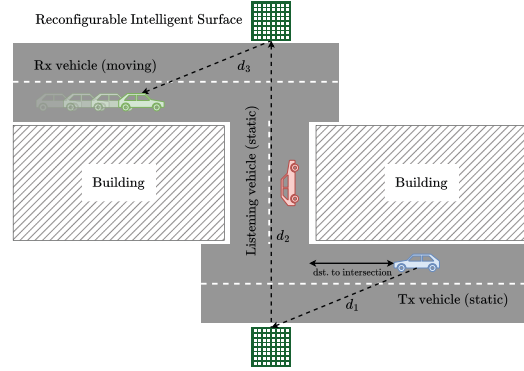 Reconfigurable Intelligent Surface
Rx vehicle (moving)
d3
Listening vehicle (static)
Building
Building
d2
dst. to intersection
d1
Tx vehicle (static)